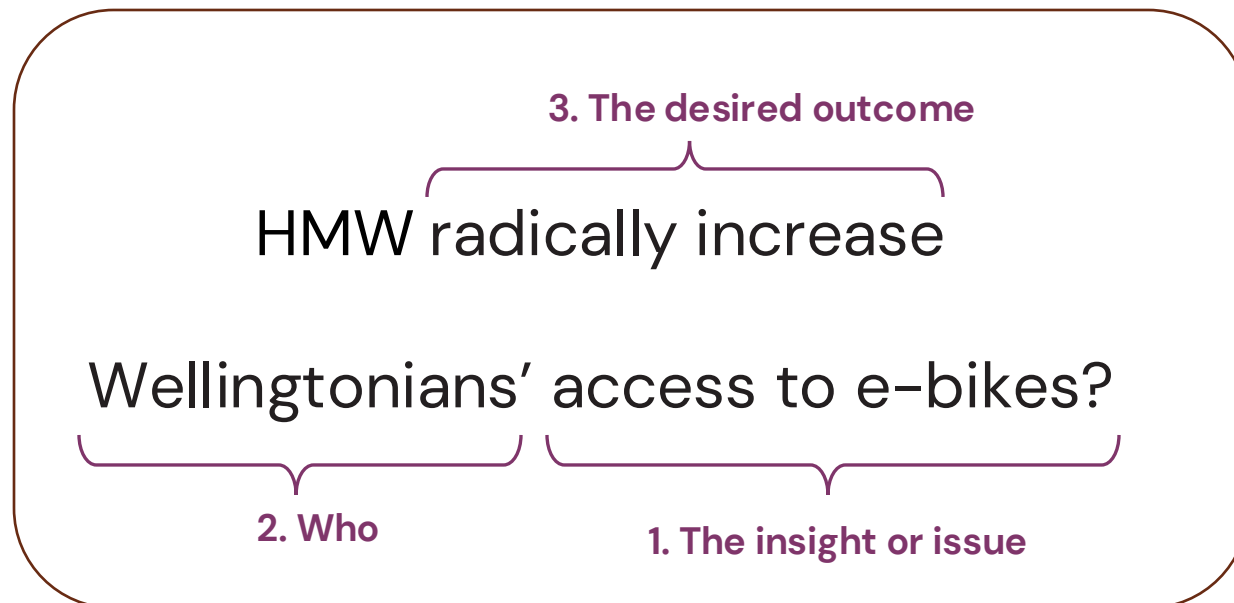 3. The desired outcome
HMW radically increase
Wellingtonians’ access to e-bikes?
2. Who
1. The insight or issue